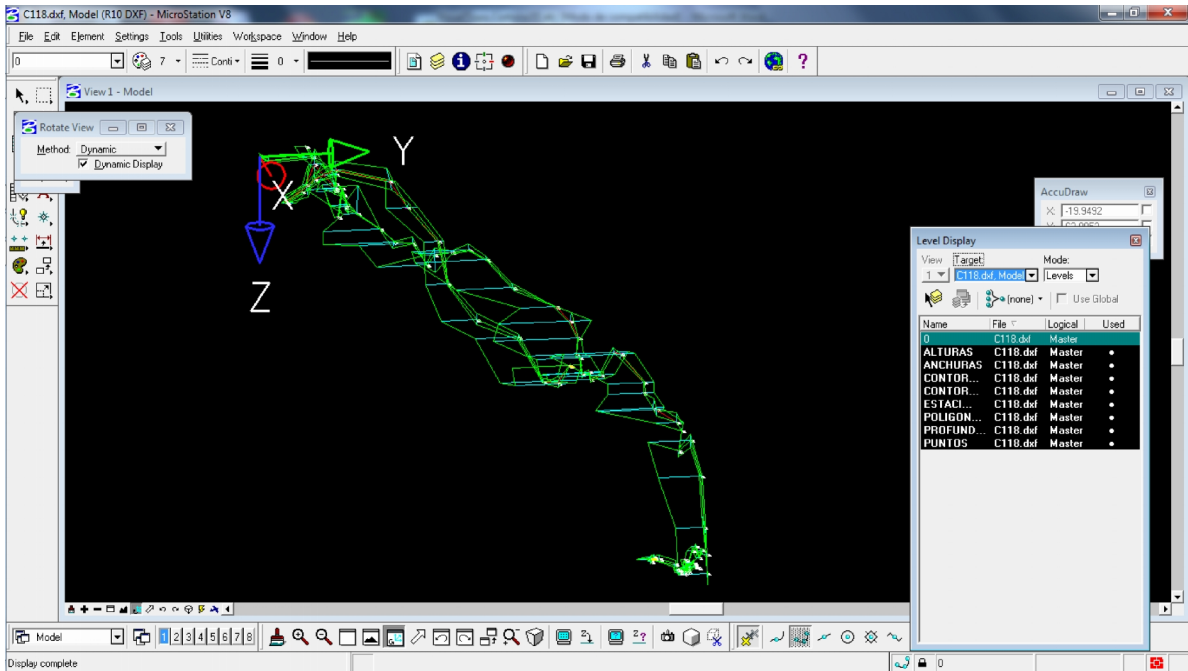 C118.dxf, Model (R10 DXF) - MicroStation V8
File Edit Element Settings Tools Utilities Workspace Window Help
0 7 Conti 0
View 1 - Model
Rotate View
Method: Dynamic
Dynamic Display
Y
X
Z
AccuDraw
X: -19.9492
Level Display
View Target: Mode:
1 C118.dxf, Model Levels
(none) Use Global
Name File Logical Used
0 C118.dxf Master
ALTURAS C118.dxf Master
ANCHURAS C118.dxf Master
CONTOR... C118.dxf Master
CONTOR... C118.dxf Master
ESTACI... C118.dxf Master
POLIGON... C118.dxf Master
PROFUND... C118.dxf Master
PUNTOS C118.dxf Master
Model 1 2 3 4 5 6 7 8
Display complete 0